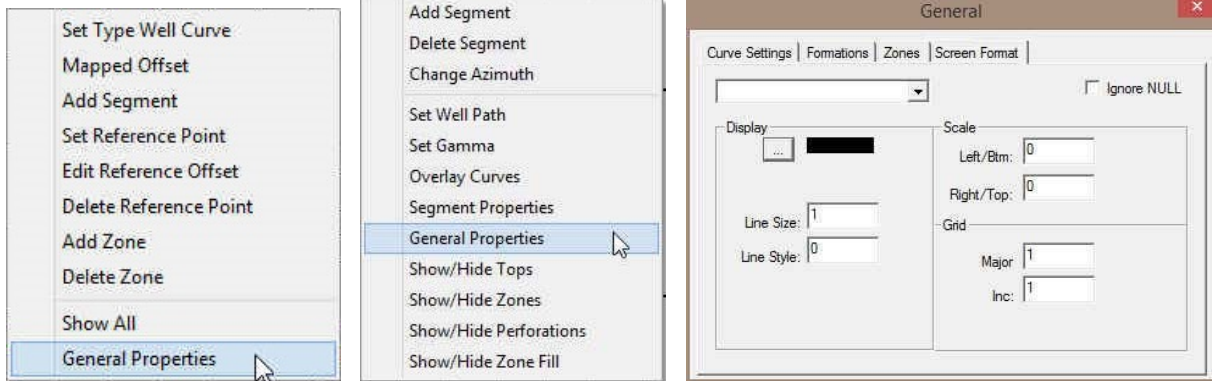 Set Type Well Curve
Mapped Offset
Add Segment
Set Reference Point
Edit Reference Offset
Delete Reference Point
Add Zone
Delete Zone
Show All
General Properties
Add Segment
Delete Segment
Change Azimuth
Set Well Path
Set Gamma
Overlay Curves
Segment Properties
General Properties
Show/Hide Tops
Show/Hide Zones
Show/Hide Perforations
Show/Hide Zone Fill
General
Curve Settings Formations Zones Screen Format
Ignore NULL
Display
...
Line Size: 1
Line Style: 0
Scale
Left/Btm: 0
Right/Top: 0
Grid
Major 1
Inc: 1